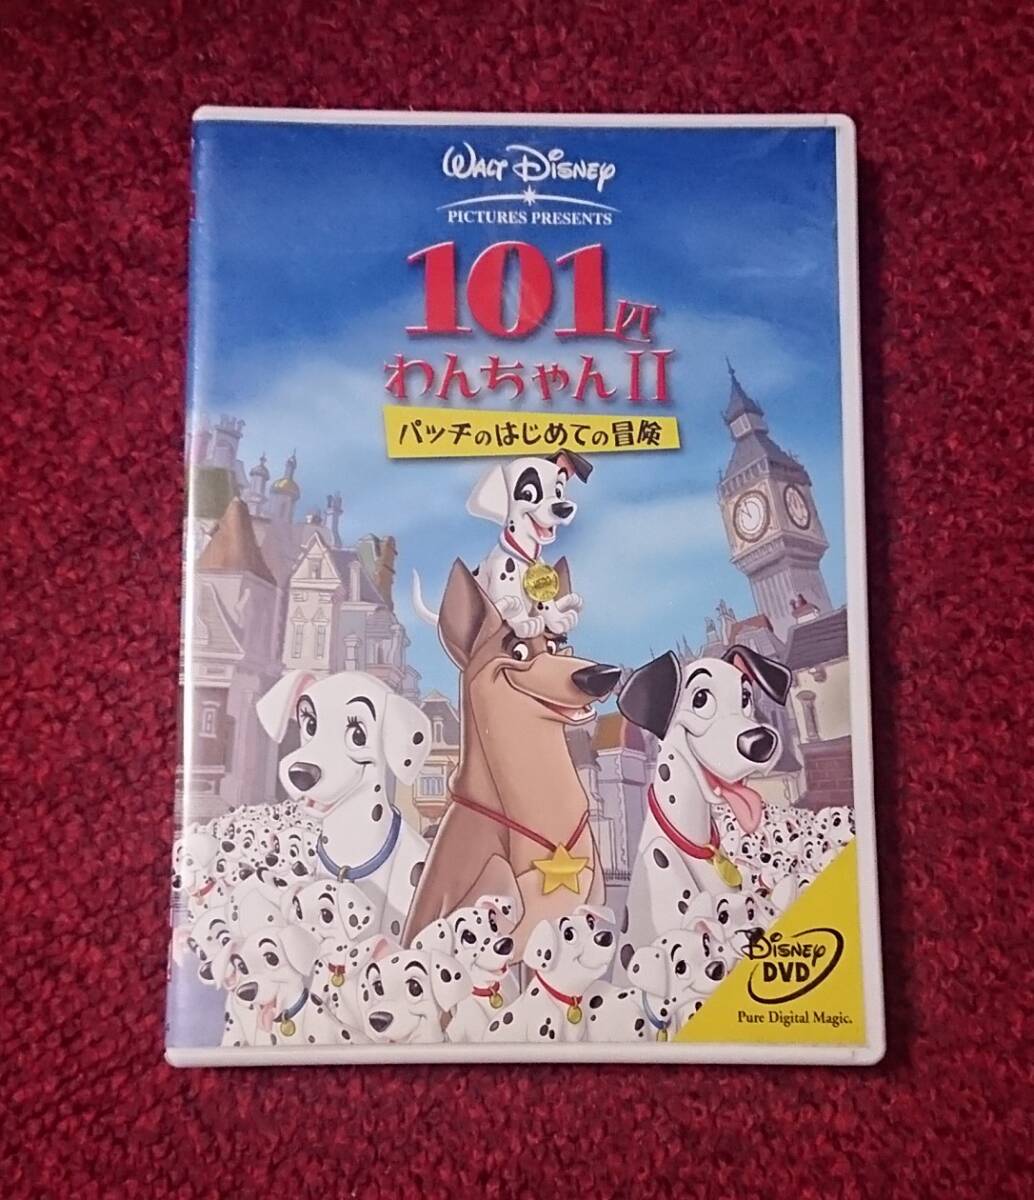 WALT DISNEY
PICTURES PRESENTS
101匹
わんちゃんII
パッチのはじめての冒険
DISNEY
DVD
Pure Digital Magic.